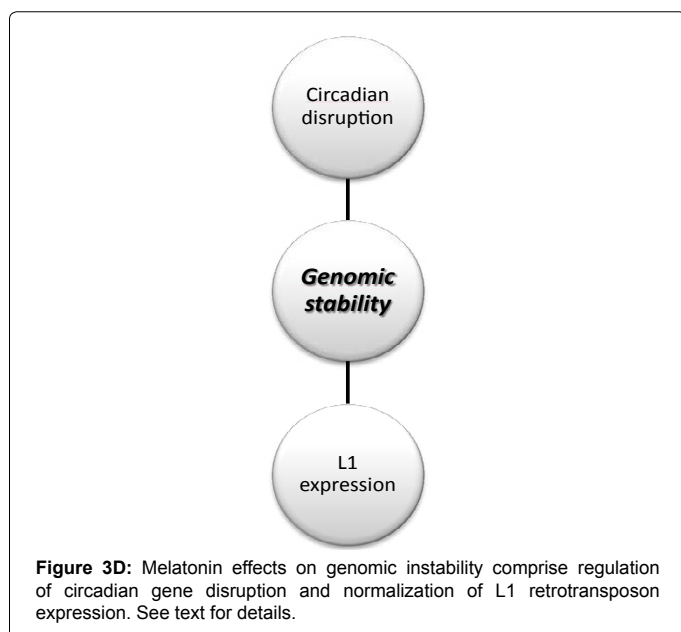 Circadian
disruption
Genomic
stability
L1
expression
Figure 3D: Melatonin effects on genomic instability comprise regulation
of circadian gene disruption and normalization of L1 retrotransposon
expression. See text for details.